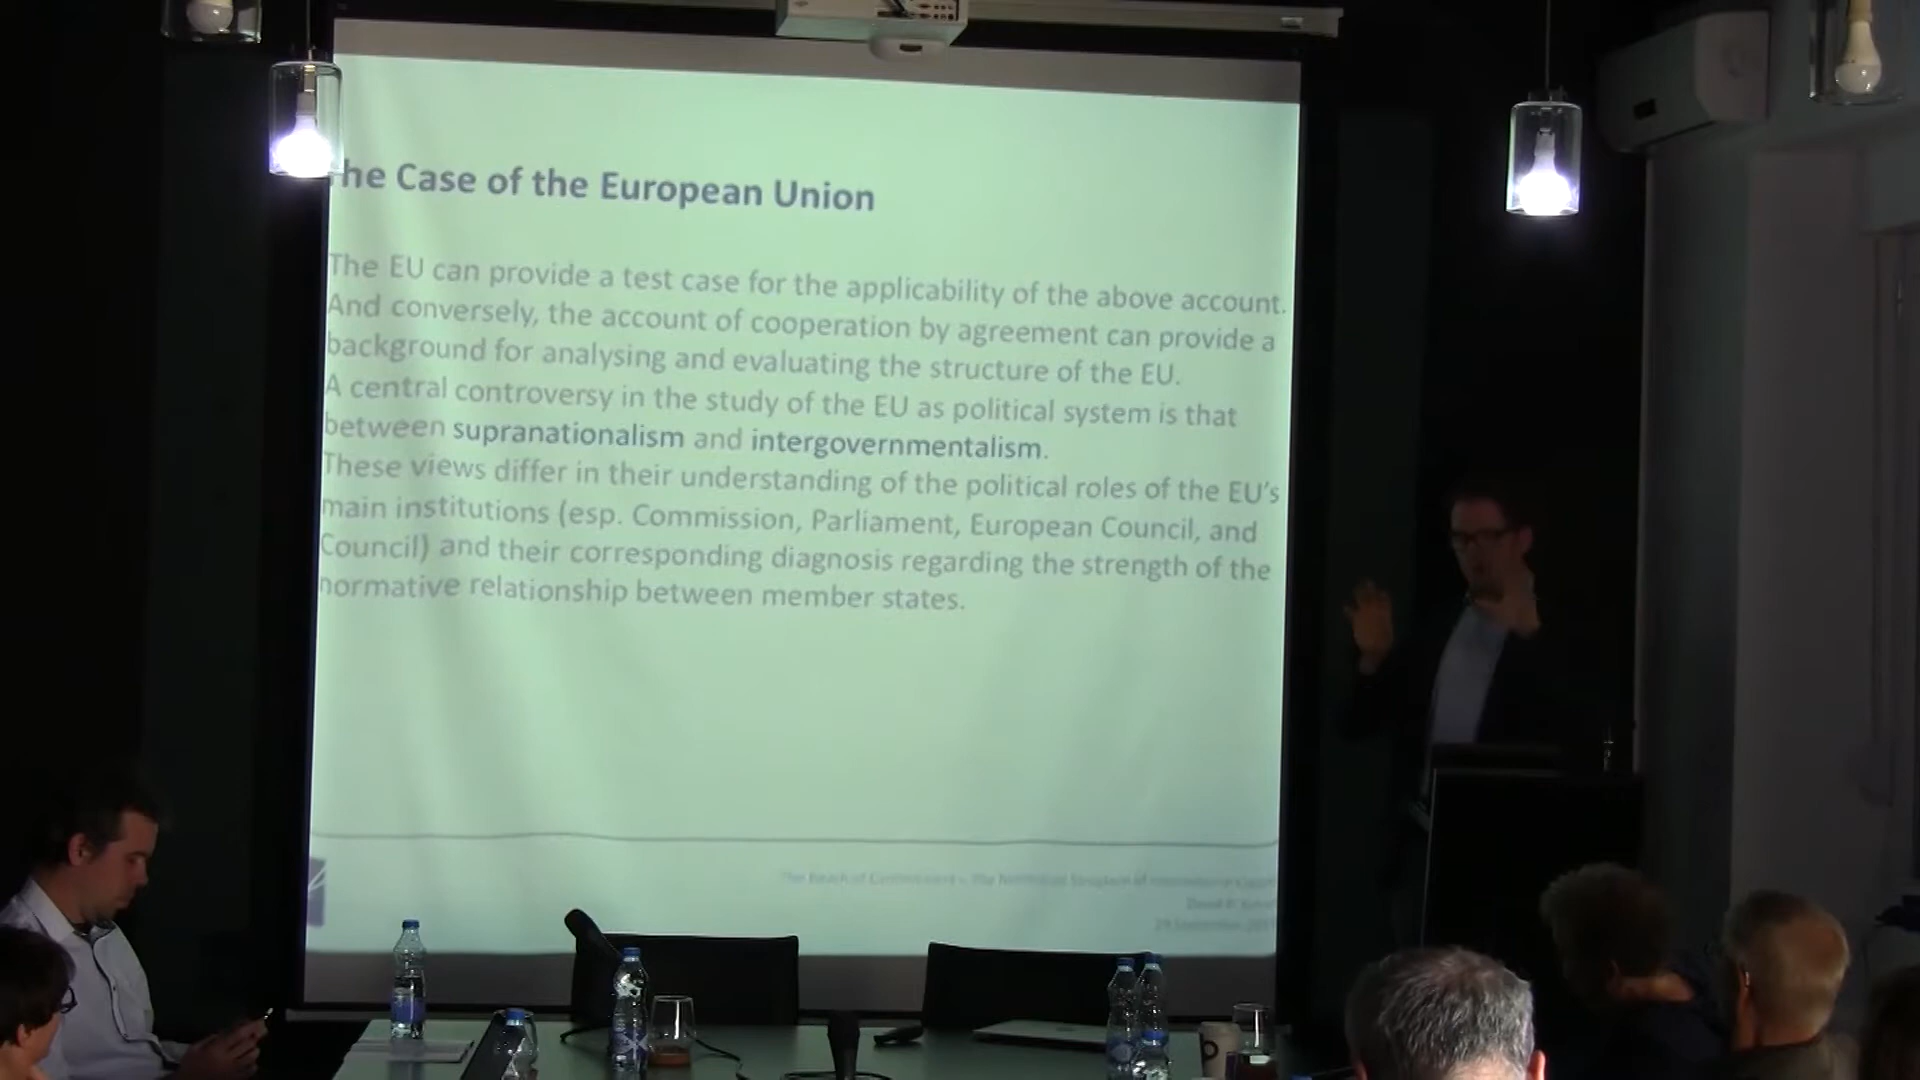 The Case of the European Union
The EU can provide a test case for the applicability of the above account.
And conversely, the account of cooperation by agreement can provide a
background for analysing and evaluating the structure of the EU.
A central controversy in the study of the EU as political system is that
between supranationalism and intergovernmentalism.
These views differ in their understanding of the political roles of the EU's
main institutions (esp. Commission, Parliament, European Council, and
Council) and their corresponding diagnosis regarding the strength of the
normative relationship between member states.